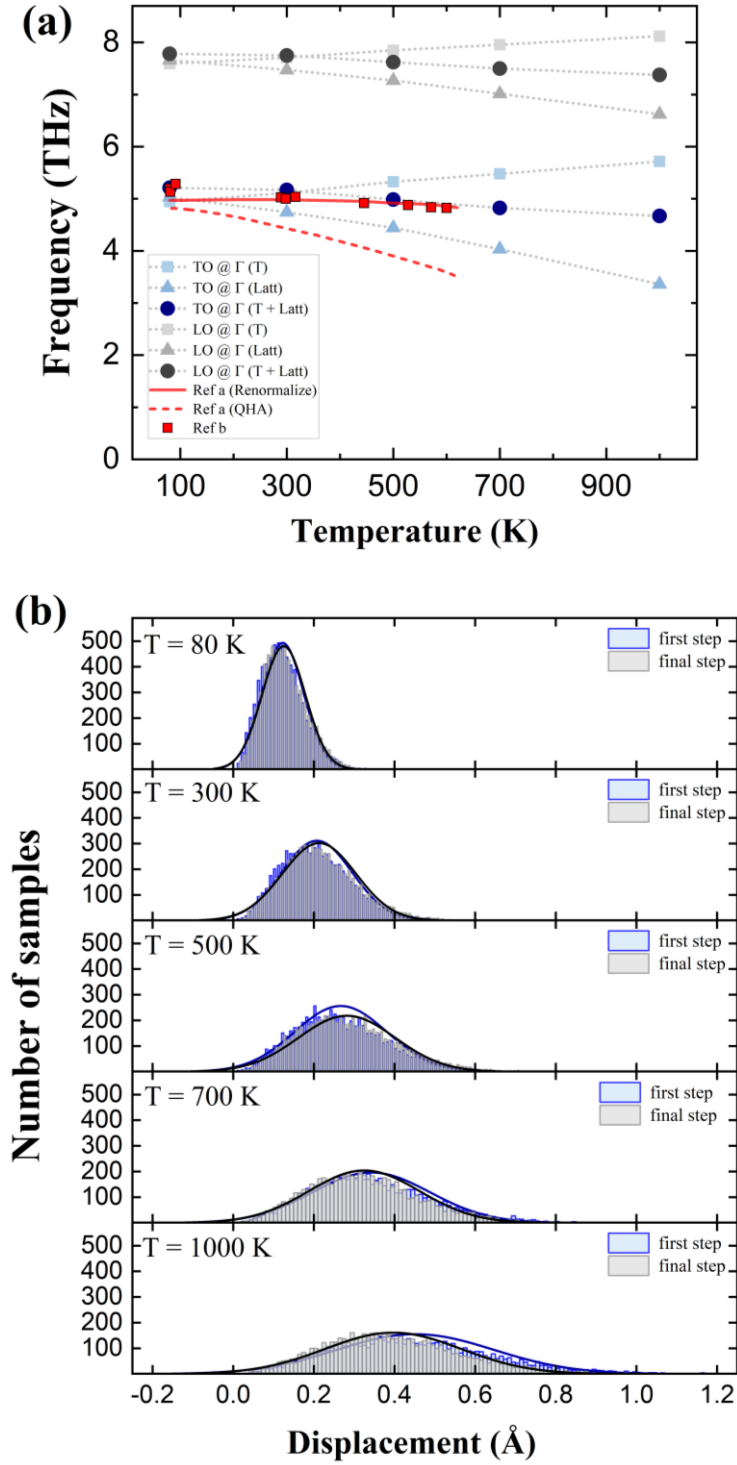 (a)
8
6
4
2
0
Frequency (THz)
TO @ Γ (T)
TO @ Γ (Latt)
TO @ Γ (T + Latt)
LO @ Γ (T)
LO @ Γ (Latt)
LO @ Γ (T + Latt)
Ref a (Renormalize)
Ref a (QHA)
Ref b
100 300 500 700 900
Temperature (K)
(b)
Number of samples
500
400
300
200
100
T = 80 K
first step
final step
500
400
300
200
100
T = 300 K
first step
final step
500
400
300
200
100
T = 500 K
first step
final step
500
400
300
200
100
T = 700 K
first step
final step
500
400
300
200
100
T = 1000 K
first step
final step
-0.2 0.0 0.2 0.4 0.6 0.8 1.0 1.2
Displacement (Å)